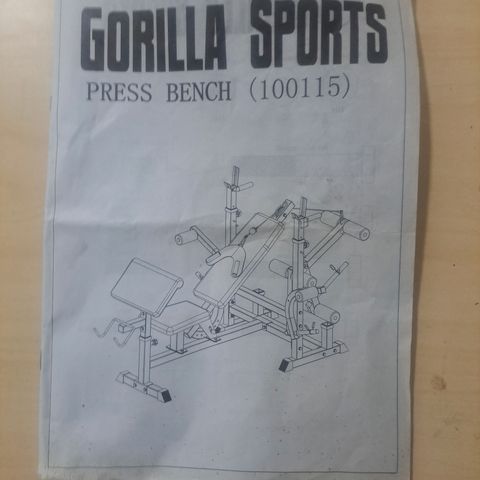 GORILLA SPORTS
PRESS BENCH (100115)